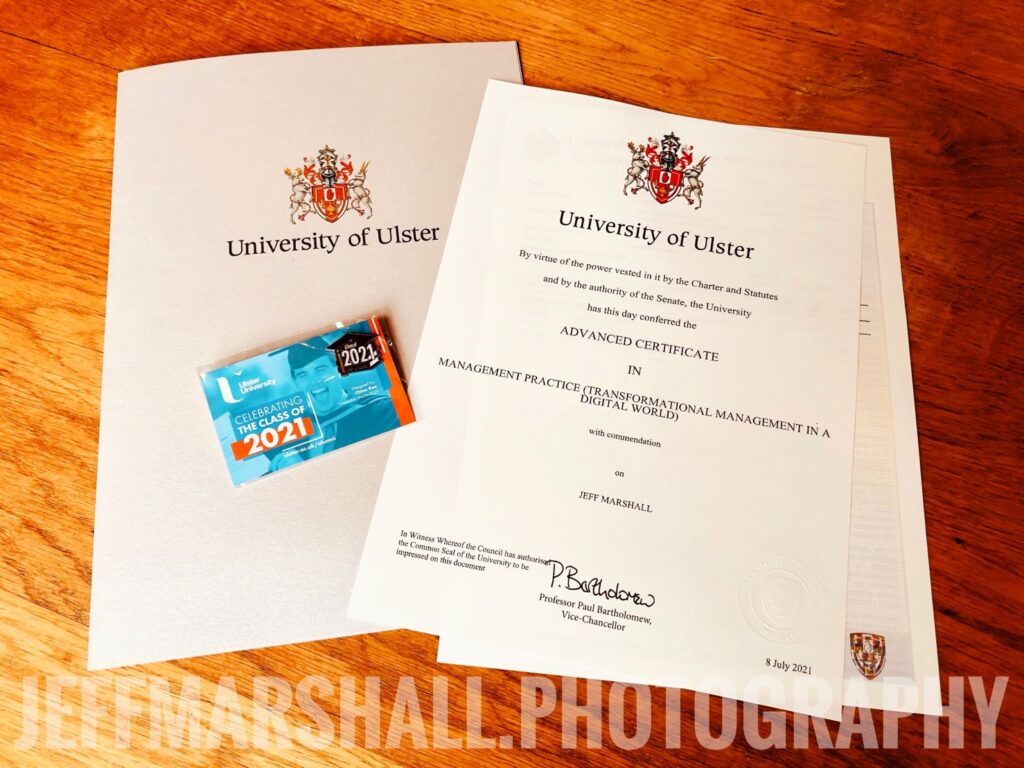 University of Ulster
Ulster
University
CELEBRATING
THE CLASS OF
2021
ulster.ac.uk/alumni
Class of
2021
Designed by
University of Ulster
By virtue of the power vested in it by the Charter and Statutes
and by the authority of the Senate, the University
has this day conferred the
ADVANCED CERTIFICATE
IN
MANAGEMENT PRACTICE (TRANSFORMATIONAL MANAGEMENT IN A
DIGITAL WORLD)
with commendation
on
JEFF MARSHALL
In Witness Whereof the Council has authorised
the Common Seal of the University to be
impressed on this document
P. Bartholomew
Professor Paul Bartholomew,
Vice-Chancellor
8 July 2021
JEFFMARSHALL.PHOTOGRAPHY